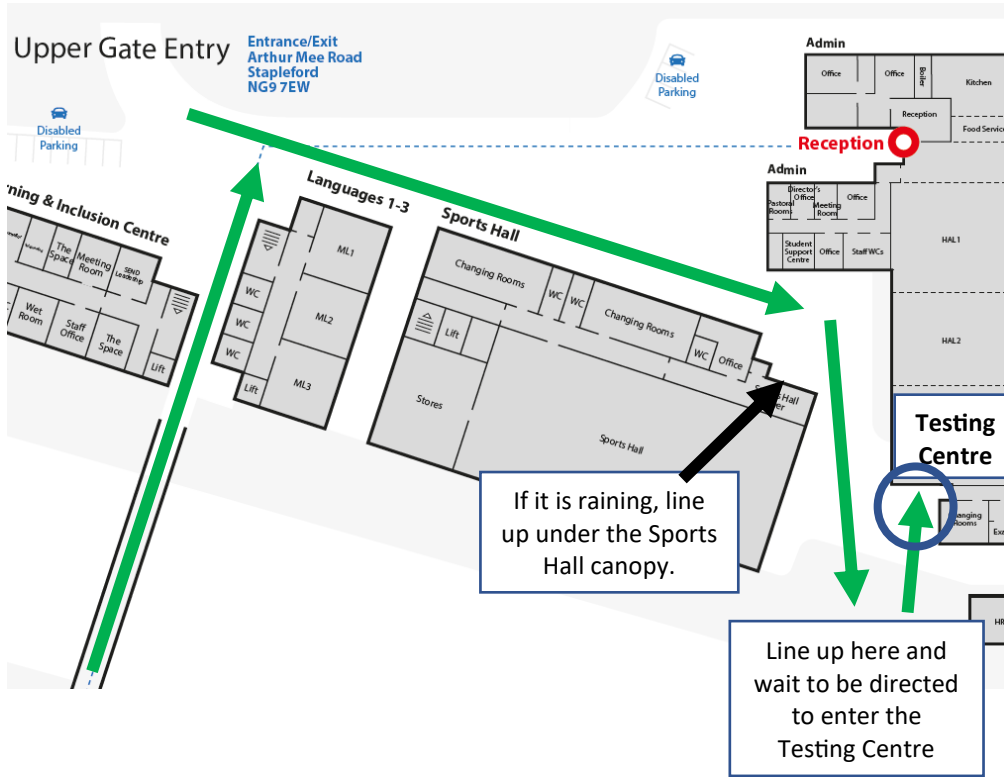 Upper Gate Entry
Entrance/Exit
Arthur Mee Road
Stapleford
NG9 7EW
Disabled
Parking
Disabled
Parking
Admin
Office
Office
Boiler
Kitchen
Reception
Food Service
Reception
Admin
Pastoral
Rooms
Director's
Office
Meeting
Room
Office
Student
Support
Centre
Office
Staff WCs
HAL1
HAL2
rning & Inclusion Centre
The
Space
Meeting
Room
SEND
Leadership
Wet
Room
Staff
Office
The
Space
Lift
Languages 1-3
ML1
WC
ML2
WC
WC
ML3
Lift
Sports Hall
Changing Rooms
WC
WC
Changing Rooms
WC
Office
Lift
Stores
Sports Hall
Hall
Testing
Centre
Rooms
If it is raining, line
up under the Sports
Hall canopy.
Line up here and
wait to be directed
to enter the
Testing Centre